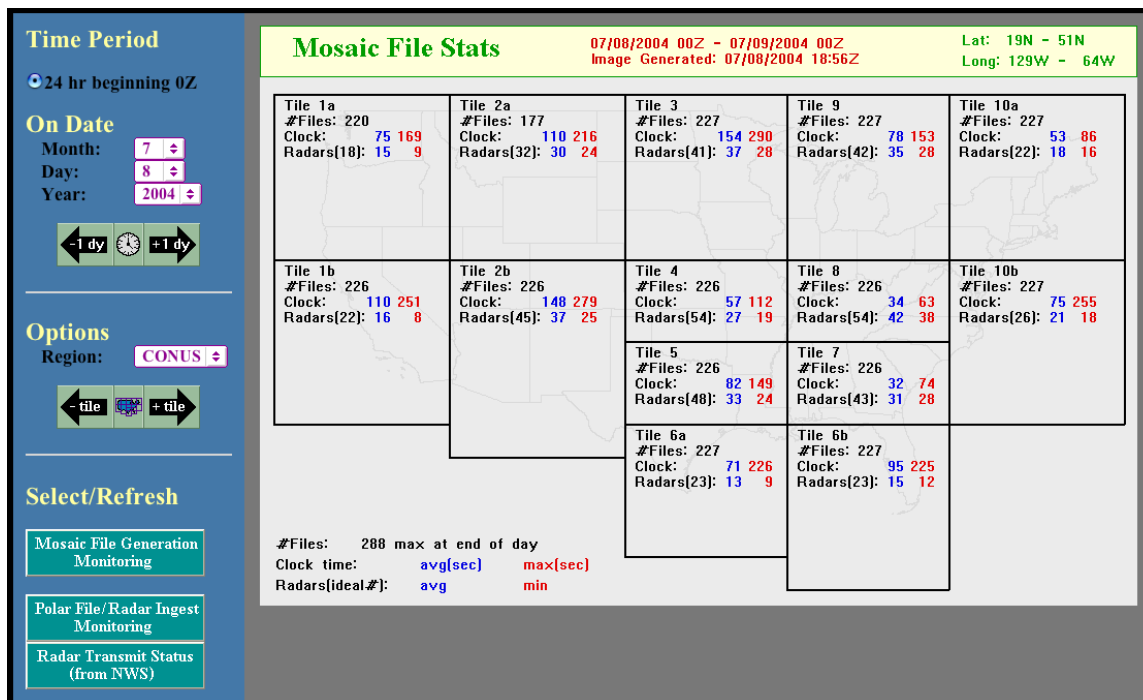 Time Period
24 hr beginning 0Z
On Date
Month: 7
Day: 8
Year: 2004
-1 dy +1 dy
Options
Region: CONUS
- tile + tile
Select/Refresh
Mosaic File Generation
Monitoring
Polar File/Radar Ingest
Monitoring
Radar Transmit Status
(from NWS)
Mosaic File Stats
07/08/2004 00Z - 07/09/2004 00Z
Image Generated: 07/08/2004 18:56Z
Lat: 19N - 51N
Long: 129W - 64W
Tile 1a
#Files: 220
Clock: 75 169
Radars(18): 15 9
Tile 2a
#Files: 177
Clock: 110 216
Radars(32): 30 24
Tile 3
#Files: 227
Clock: 154 290
Radars(41): 37 28
Tile 9
#Files: 227
Clock: 78 153
Radars(42): 35 28
Tile 10a
#Files: 227
Clock: 53 86
Radars(22): 18 16
Tile 1b
#Files: 226
Clock: 110 251
Radars(22): 16 8
Tile 2b
#Files: 226
Clock: 148 279
Radars(45): 37 25
Tile 4
#Files: 226
Clock: 57 112
Radars(54): 27 19
Tile 8
#Files: 226
Clock: 34 63
Radars(54): 42 38
Tile 10b
#Files: 227
Clock: 75 255
Radars(26): 21 18
Tile 5
#Files: 226
Clock: 82 149
Radars(48): 33 24
Tile 7
#Files: 226
Clock: 32 74
Radars(43): 31 28
Tile 6a
#Files: 227
Clock: 71 226
Radars(23): 13 9
Tile 6b
#Files: 227
Clock: 95 225
Radars(23): 15 12
#Files: 288 max at end of day
Clock time: avg(sec) max(sec)
Radars(ideal#): avg min